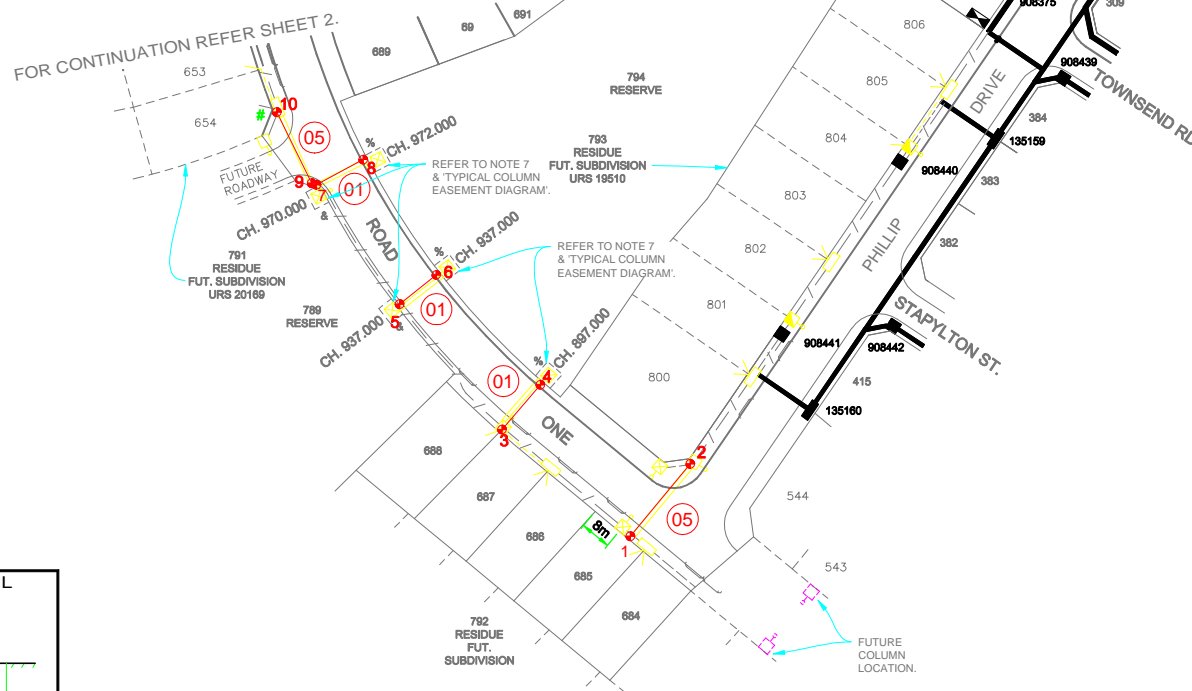 FOR CONTINUATION REFER SHEET 2.
691
69
689
806
908375
309
653
654
10
#
05
%
CH. 972.000
794
RESERVE
805
DRIVE
908439
TOWNSEND RD
384
804
793
RESIDUE
FUT. SUBDIVISION
URS 19510
135159
908440
383
8
REFER TO NOTE 7
& 'TYPICAL COLUMN
EASEMENT DIAGRAM'.
FUTURE
ROADWAY
9
7
01
&
CH. 970.000
803
ROAD
%
CH. 937.000
PHILLIP
382
802
REFER TO NOTE 7
& 'TYPICAL COLUMN
EASEMENT DIAGRAM'.
791
RESIDUE
FUT. SUBDIVISION
URS 20169
6
01
789
RESERVE
5
&
CH. 937.000
801
STAPYLTON ST.
908441
908442
CH. 897.000
%
4
01
800
415
135160
ONE
3
688
2
687
544
05
8m
1
686
685
543
684
792
RESIDUE
FUT.
SUBDIVISION
FUTURE
COLUMN
LOCATION.
L